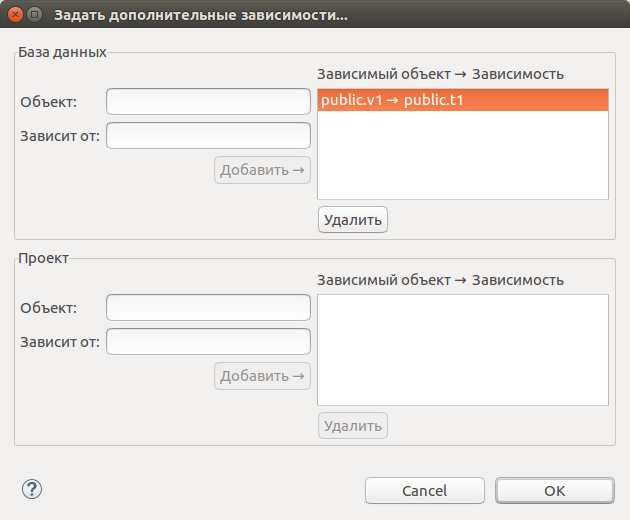 Задать дополнительные зависимости...
База данных
Зависимый объект → Зависимость
Объект:
public.v1 → public.t1
Зависит от:
Добавить →
Удалить
Проект
Зависимый объект → Зависимость
Объект:
Зависит от:
Добавить →
Удалить
?
Cancel
OK